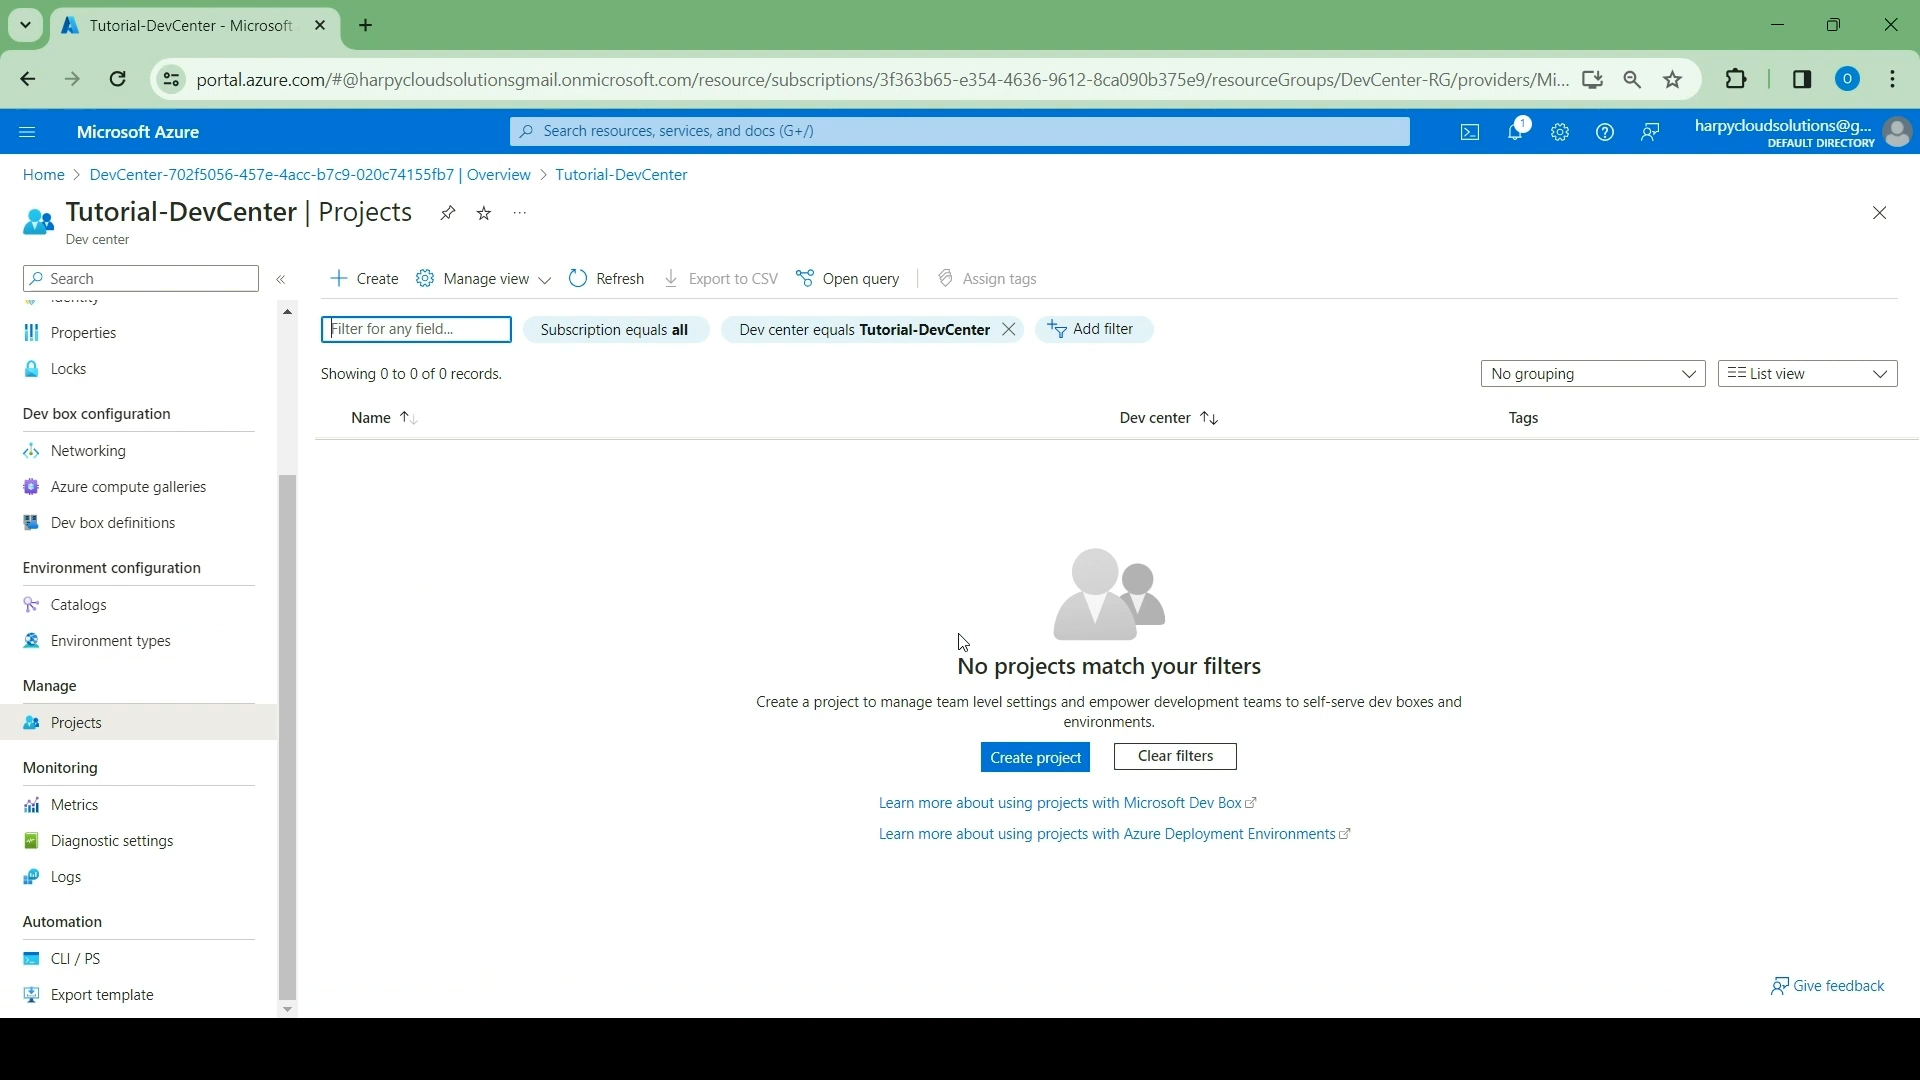 Tutorial-DevCenter - Microsoft
portal.azure.com/#@harpycloudsolutionsgmail.onmicrosoft.com/resource/subscriptions/3f363b65-e354-4636-9612-8ca090b375e9/resourceGroups/DevCenter-RG/providers/Mi...
O
Microsoft Azure
Search resources, services, and docs (G+/)
1
harpycloudsolutions@g...
DEFAULT DIRECTORY
Home > DevCenter-702f5056-457e-4acc-b7c9-020c74155fb7 | Overview > Tutorial-DevCenter
Tutorial-DevCenter | Projects
Dev center
Search
Create
Manage view
Refresh
Export to CSV
Open query
Assign tags
Identity
Properties
Locks
Dev box configuration
Networking
Azure compute galleries
Dev box definitions
Environment configuration
Catalogs
Environment types
Manage
Projects
Monitoring
Metrics
Diagnostic settings
Logs
Automation
CLI / PS
Export template
Filter for any field...
Subscription equals all
Dev center equals Tutorial-DevCenter
Add filter
Showing 0 to 0 of 0 records.
No grouping
List view
Name
Dev center
Tags
No projects match your filters
Create a project to manage team level settings and empower development teams to self-serve dev boxes and
environments.
Create project
Clear filters
Learn more about using projects with Microsoft Dev Box
Learn more about using projects with Azure Deployment Environments
Give feedback